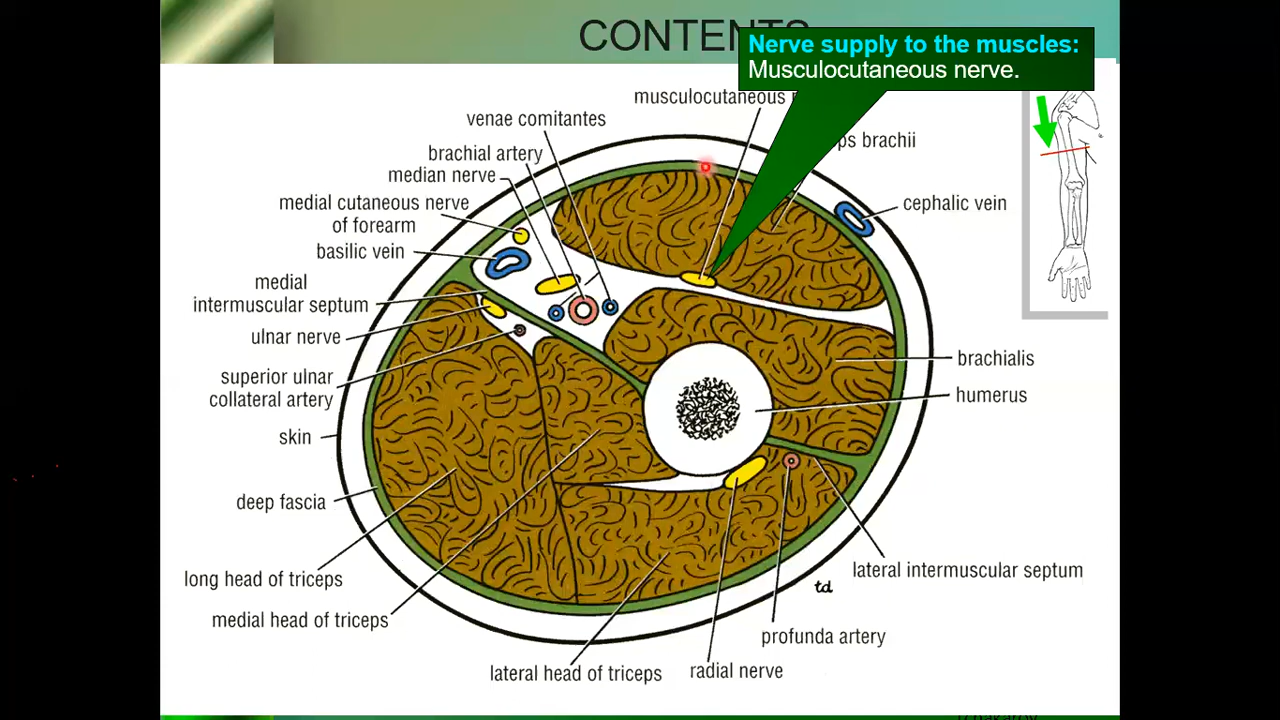 CONTENTS
Nerve supply to the muscles:
Musculocutaneous nerve.
musculocutaneous
venae comitantes
brachial artery
median nerve
medial cutaneous nerve
of forearm
basilic vein
medial
intermuscular septum
ulnar nerve
superior ulnar
collateral artery
skin
deep fascia
long head of triceps
medial head of triceps
lateral head of triceps
radial nerve
profunda artery
lateral intermuscular septum
td
humerus
brachialis
cephalic vein
brachii